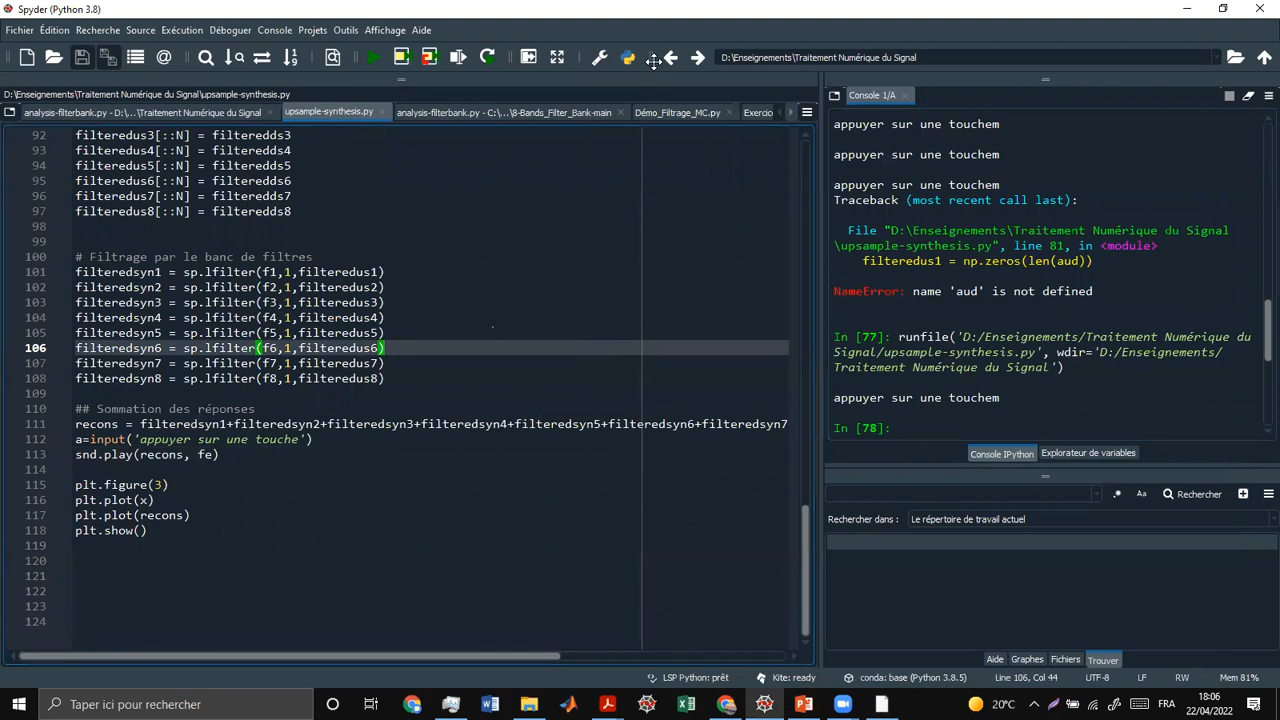 Spyder (Python 3.8)
Fichier Édition Recherche Source Exécution Déboguer Console Projets Outils Affichage Aide
D:\Enseignements\Traitement Numérique du Signal
D:\Enseignements\Traitement Numérique du Signal\upsample-synthesis.py
analysis-filterbank.py - D:\...\Traitement Numérique du Signal
upsample-synthesis.py
analysis-filterbank.py - C:\...\8-Bands_Filter_Bank-main
Démo_Filtrage_MC.py
Exercic
92 filteredus3[::N] = filteredds3
93 filteredus4[::N] = filteredds4
94 filteredus5[::N] = filteredds5
95 filteredus6[::N] = filteredds6
96 filteredus7[::N] = filteredds7
97 filteredus8[::N] = filteredds8
98
99
100 # Filtrage par le banc de filtres
101 filteredsyn1 = sp.lfilter(f1,1,filteredus1)
102 filteredsyn2 = sp.lfilter(f2,1,filteredus2)
103 filteredsyn3 = sp.lfilter(f3,1,filteredus3)
104 filteredsyn4 = sp.lfilter(f4,1,filteredus4)
105 filteredsyn5 = sp.lfilter(f5,1,filteredus5)
106 filteredsyn6 = sp.lfilter(f6,1,filteredus6)
107 filteredsyn7 = sp.lfilter(f7,1,filteredus7)
108 filteredsyn8 = sp.lfilter(f8,1,filteredus8)
109
110 ## Sommation des réponses
111 recons = filteredsyn1+filteredsyn2+filteredsyn3+filteredsyn4+filteredsyn5+filteredsyn6+filteredsyn7
112 a=input('appuyer sur une touche')
113 snd.play(recons, fe)
114
115 plt.figure(3)
116 plt.plot(x)
117 plt.plot(recons)
118 plt.show()
119
120
121
122
123
124
Console 1/A
appuyer sur une touchem
appuyer sur une touchem
appuyer sur une touchem
Traceback (most recent call last):
File "D:\Enseignements\Traitement Numérique du Signal
\upsample-synthesis.py", line 81, in <module>
filteredus1 = np.zeros(len(aud))
NameError: name 'aud' is not defined
In [77]: runfile('D:/Enseignements/Traitement Numérique du
Signal/upsample-synthesis.py', wdir='D:/Enseignements/
Traitement Numérique du Signal')
appuyer sur une touchem
In [78]:
Console IPython Explorateur de variables
.* Aa Rechercher
Rechercher dans : Le répertoire de travail actuel
Aide Graphes Fichiers Trouver
LSP Python: prêt Kite: ready conda: base (Python 3.8.5) Line 106, Col 44 UTF-8 LF RW Mem 81%
Taper ici pour rechercher
20°C FRA
18:06
22/04/2022